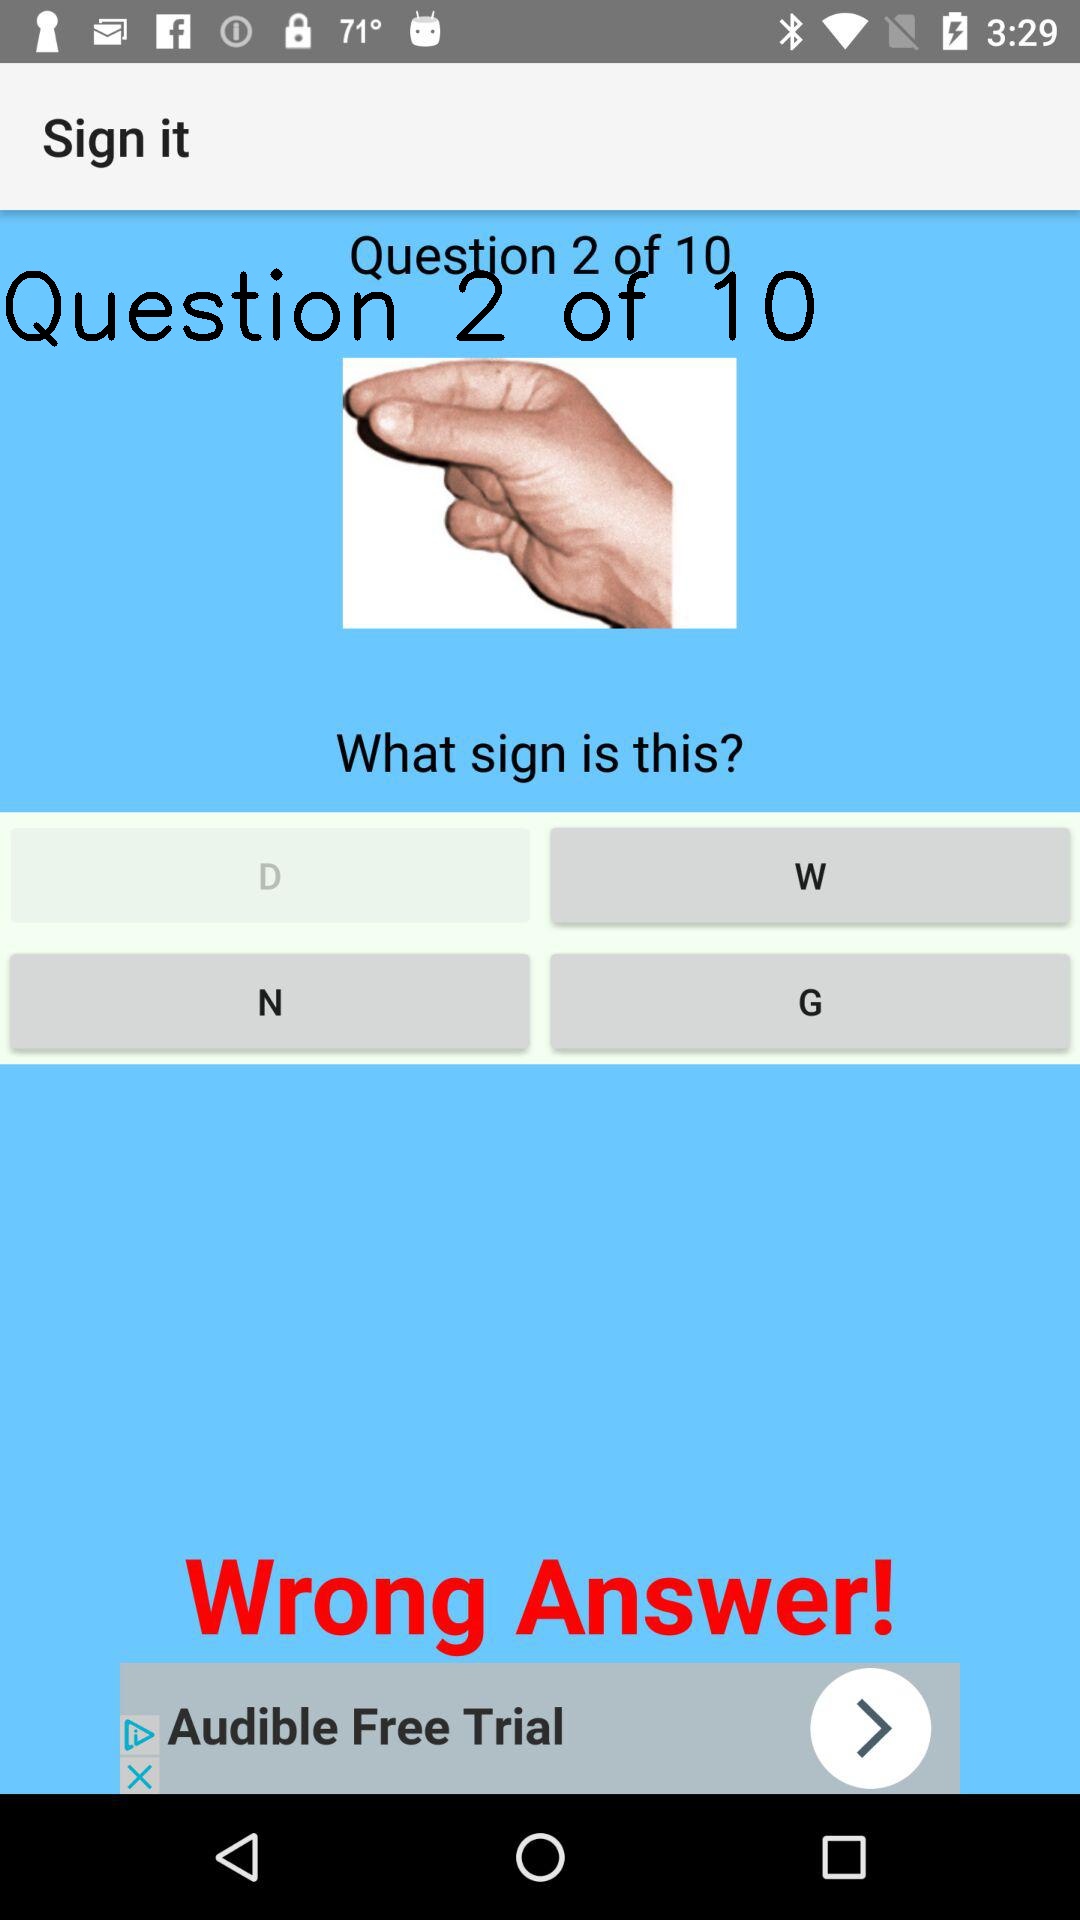 71° 3:29
Sign it
Question 2 of 10
Question 2 of 10
What sign is this?
D W
N G
Wrong Answer!
Audible Free Trial